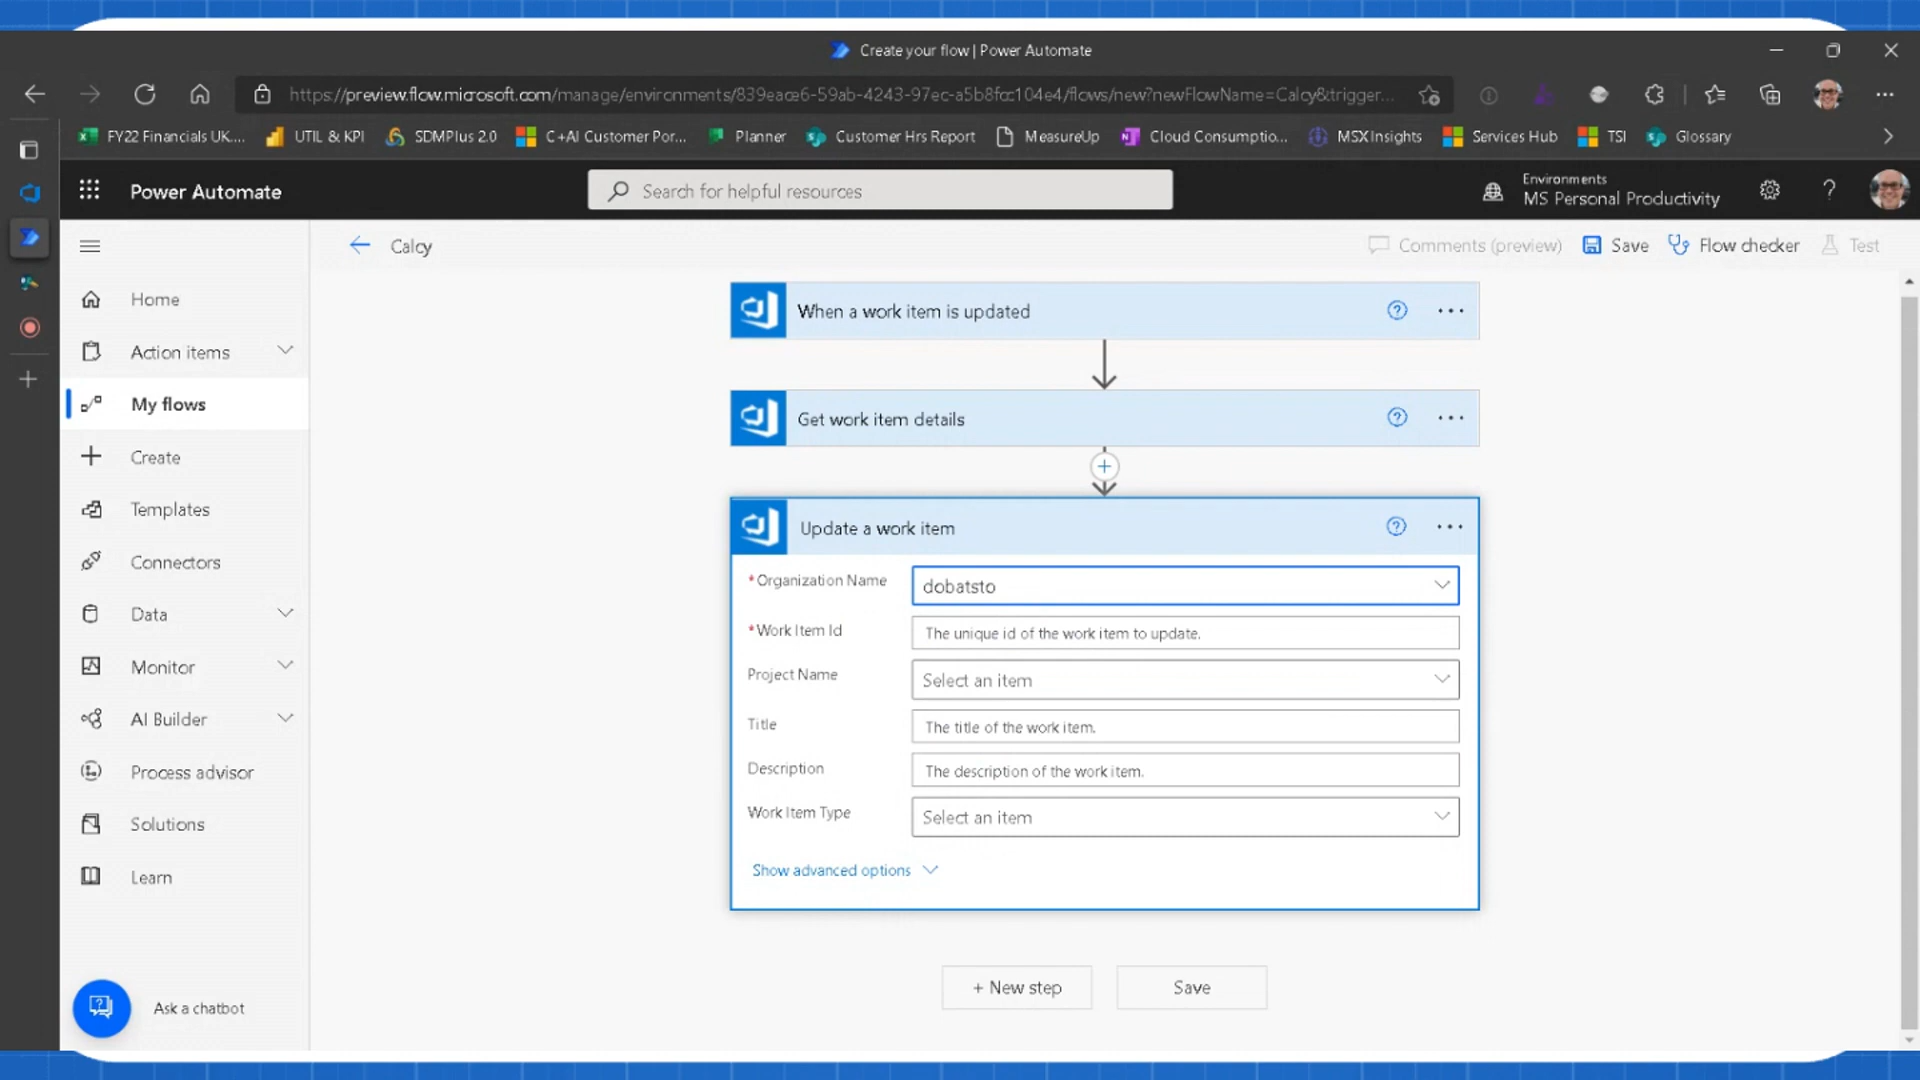 Create your flow | Power Automate
https://preview.flow.microsoft.com/manage/environments/839eace6-59ab-4243-97ec-a5b8fcc104e4/flows/new?newFlowName=Calcy&trigger...
FY22 Financials UK....
UTIL & KPI
SDMPlus 2.0
C+AI Customer Por...
Planner
Customer Hrs Report
MeasureUp
Cloud Consumptio...
MSX Insights
Services Hub
TSI
Glossary
Power Automate
Search for helpful resources
Environments
MS Personal Productivity
Calcy
Comments (preview)
Save
Flow checker
Test
Home
Action items
My flows
Create
Templates
Connectors
Data
Monitor
AI Builder
Process advisor
Solutions
Learn
Ask a chatbot
When a work item is updated
Get work item details
Update a work item
* Organization Name
dobatsto
* Work Item Id
The unique id of the work item to update.
Project Name
Select an item
Title
The title of the work item.
Description
The description of the work item.
Work Item Type
Select an item
Show advanced options
+ New step
Save